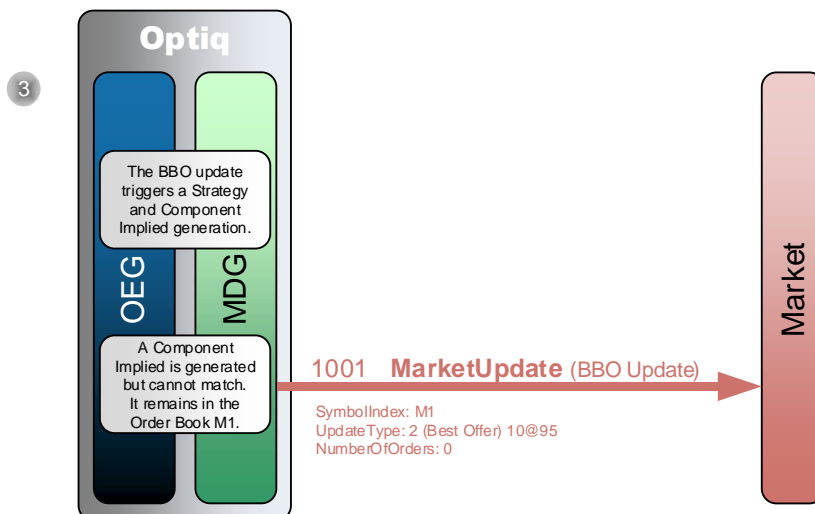 Optiq
3
The BBO update
triggers a Strategy
and Component
Implied generation.
OEG
MDG
Market
A Component
Implied is generated
but cannot match.
It remains in the
Order Book M1.
1001 MarketUpdate (BBO Update)
SymbolIndex: M1
UpdateType: 2 (Best Offer) 10@95
NumberOfOrders: 0